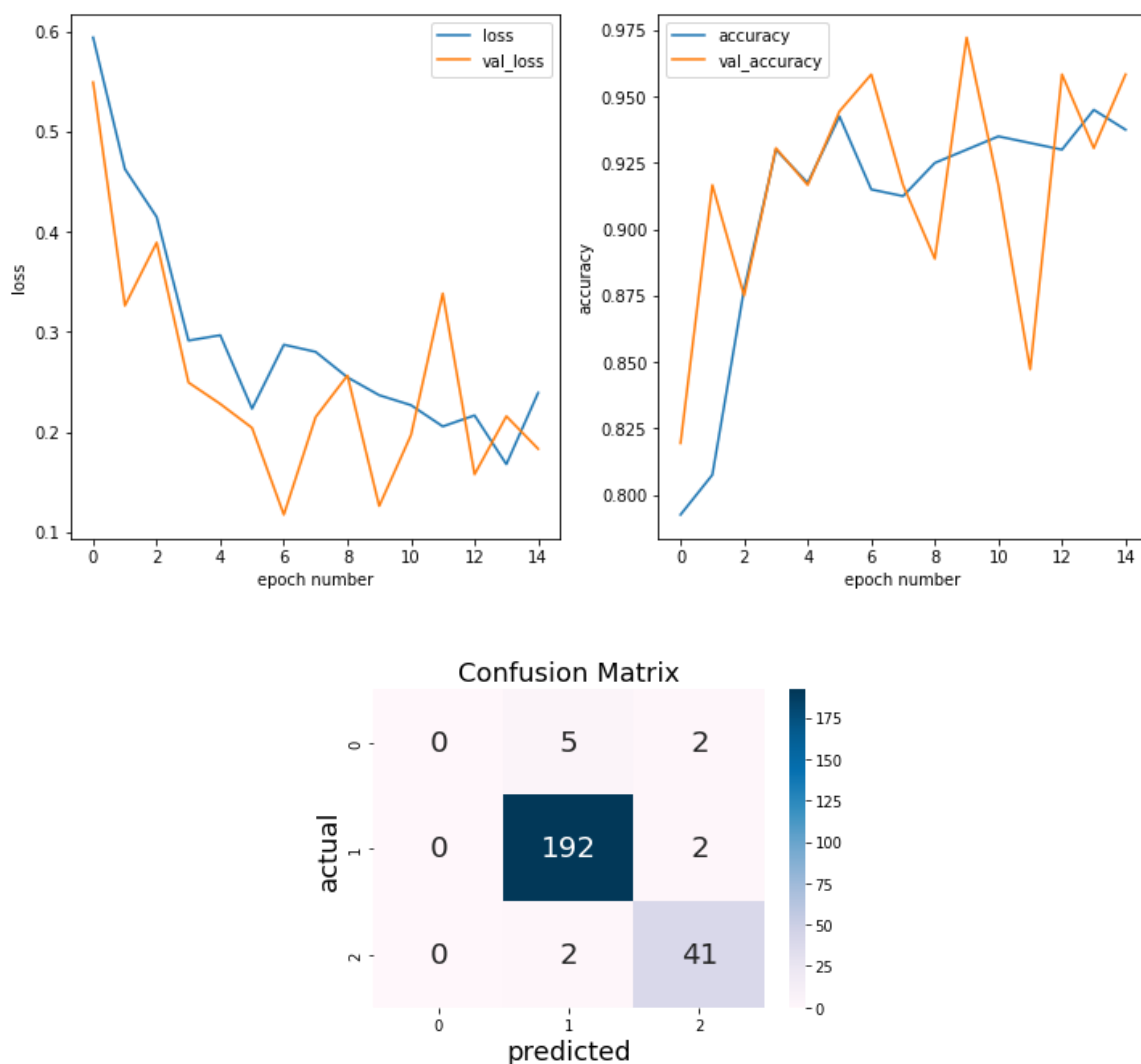 0.6
0.5
0.4
0.3
0.2
0.1
loss
loss
val_loss
0 2 4 6 8 10 12 14
epoch number
0.975
0.950
0.925
0.900
0.875
0.850
0.825
0.800
accuracy
accuracy
val_accuracy
0 2 4 6 8 10 12 14
epoch number
Confusion Matrix
actual
0 0 5 2
1 0 192 2
2 0 2 41
0 1 2
predicted
175
150
125
100
75
50
25
0